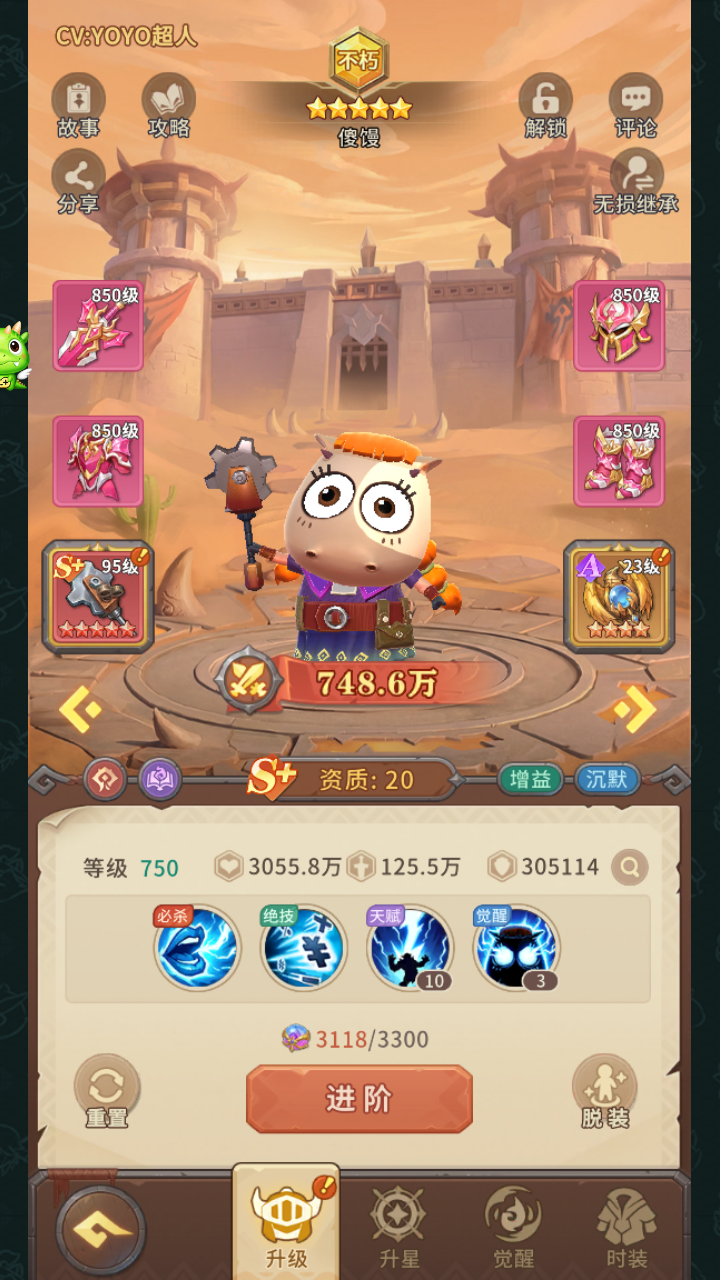 CV:YOYO超人
不朽
故事
攻略
解锁
评论
傻馒
分享
无损继承
850级
850级
850级
850级
S+ 95级
A 23级
748.6万
S+ 资质: 20
增益
沉默
等级 750
3055.8万
125.5万
305114
必杀
绝技
天赋
觉醒
10
3
3118/3300
重置
进阶
脱装
升级
升星
觉醒
时装